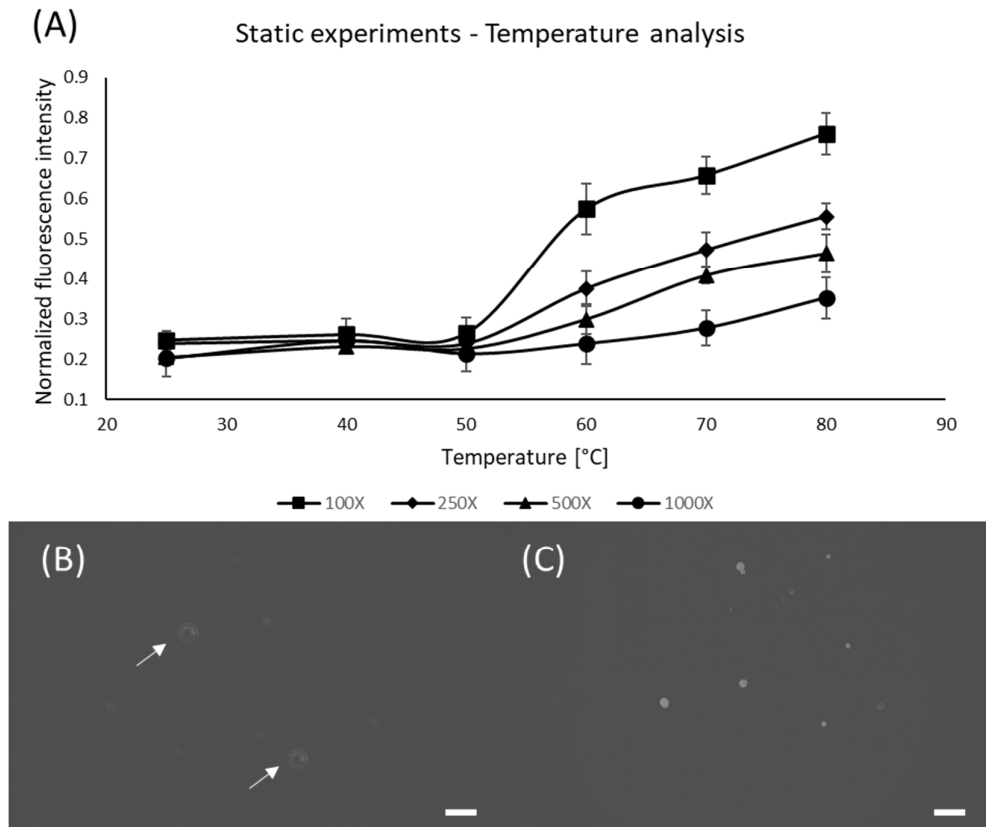 (A)
Static experiments - Temperature analysis
Normalized fluorescence intensity
0.9
0.8
0.7
0.6
0.5
0.4
0.3
0.2
0.1
20 30 40 50 60 70 80 90
Temperature [°C]
100X 250X 500X 1000X
(B) (C)